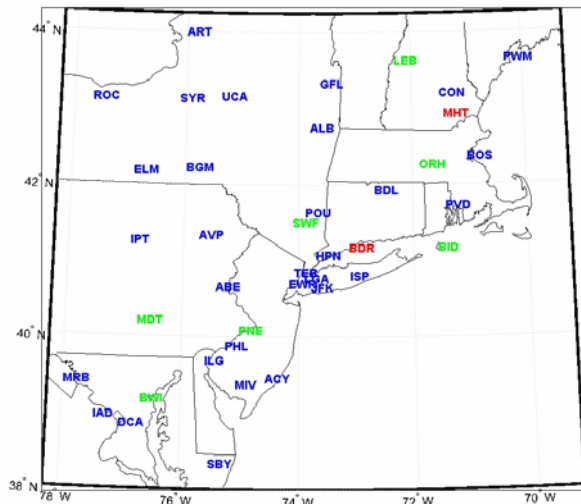 44° N
ART
LEB
PWM
ROC
SYR
UCA
GFL
CON
MHT
ALB
BOS
ELM
BGM
ORH
42° N
BDL
POU
PVD
SWF
IPT
AVP
BDR
BID
HPN
TEB
LGA
ISP
ABE
EWR
JFK
MDT
PNE
40° N
PHL
ILG
MRB
MIV
ACY
BWI
IAD
DCA
SBY
38° N
78° W
76° W
74° W
72° W
70° W